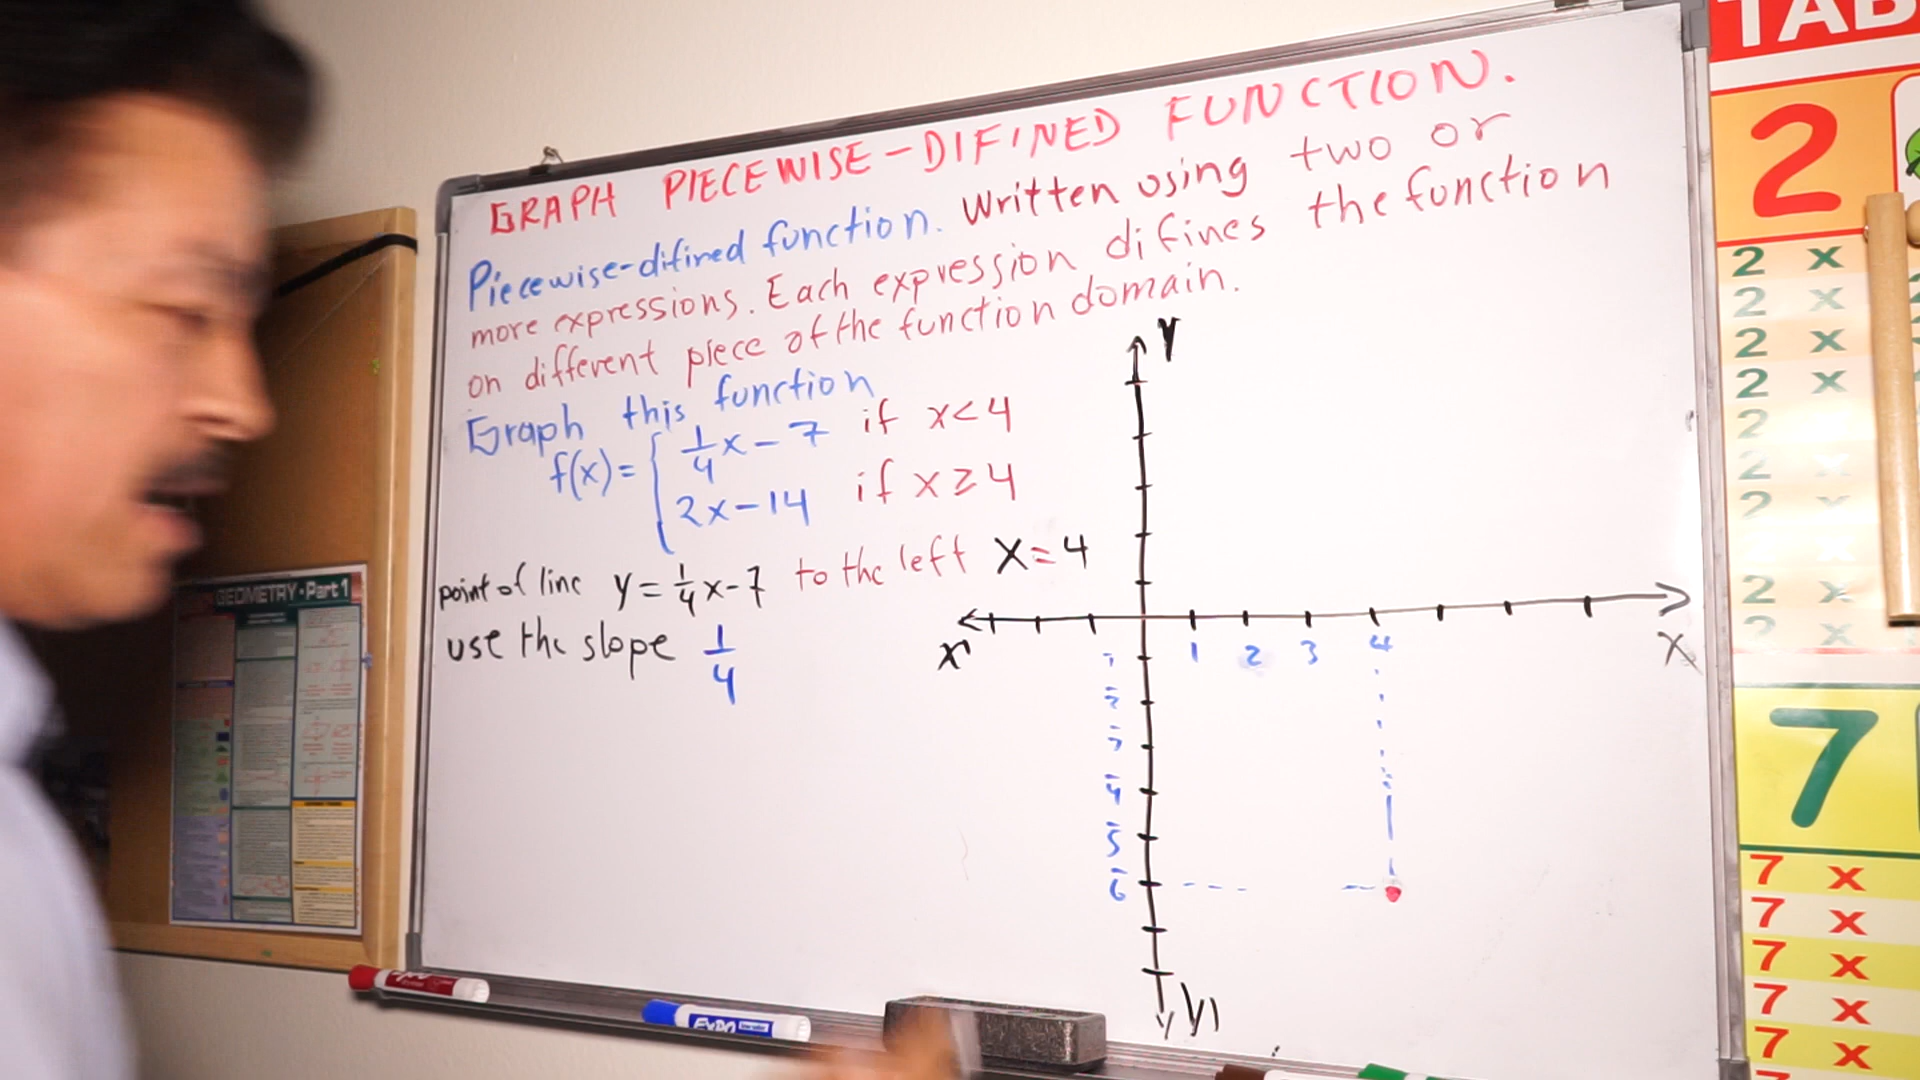 GRAPH PIECEWISE-DIFINED FUNCTION.
Piecewise-difined function. Written using two or
more expressions. Each expression difines the function
on different piece of the function domain.
Graph this function
f(x)= { 1/4 x - 7 if x<4
2x-14 if x≥4
point of line y = 1/4 x - 7 to the left x=4
use the slope 1/4
Y
X' X
1 2 3 4
-1
-2
-3
-4
-5
-6
Y'
GEOMETRY - Part 1
EXPO
TAB
2
2 x
2 x
2 x
2 x
2
2 x
2 x
2 x
2 x
7
7 x
7 x
7 x
7 x
7 x